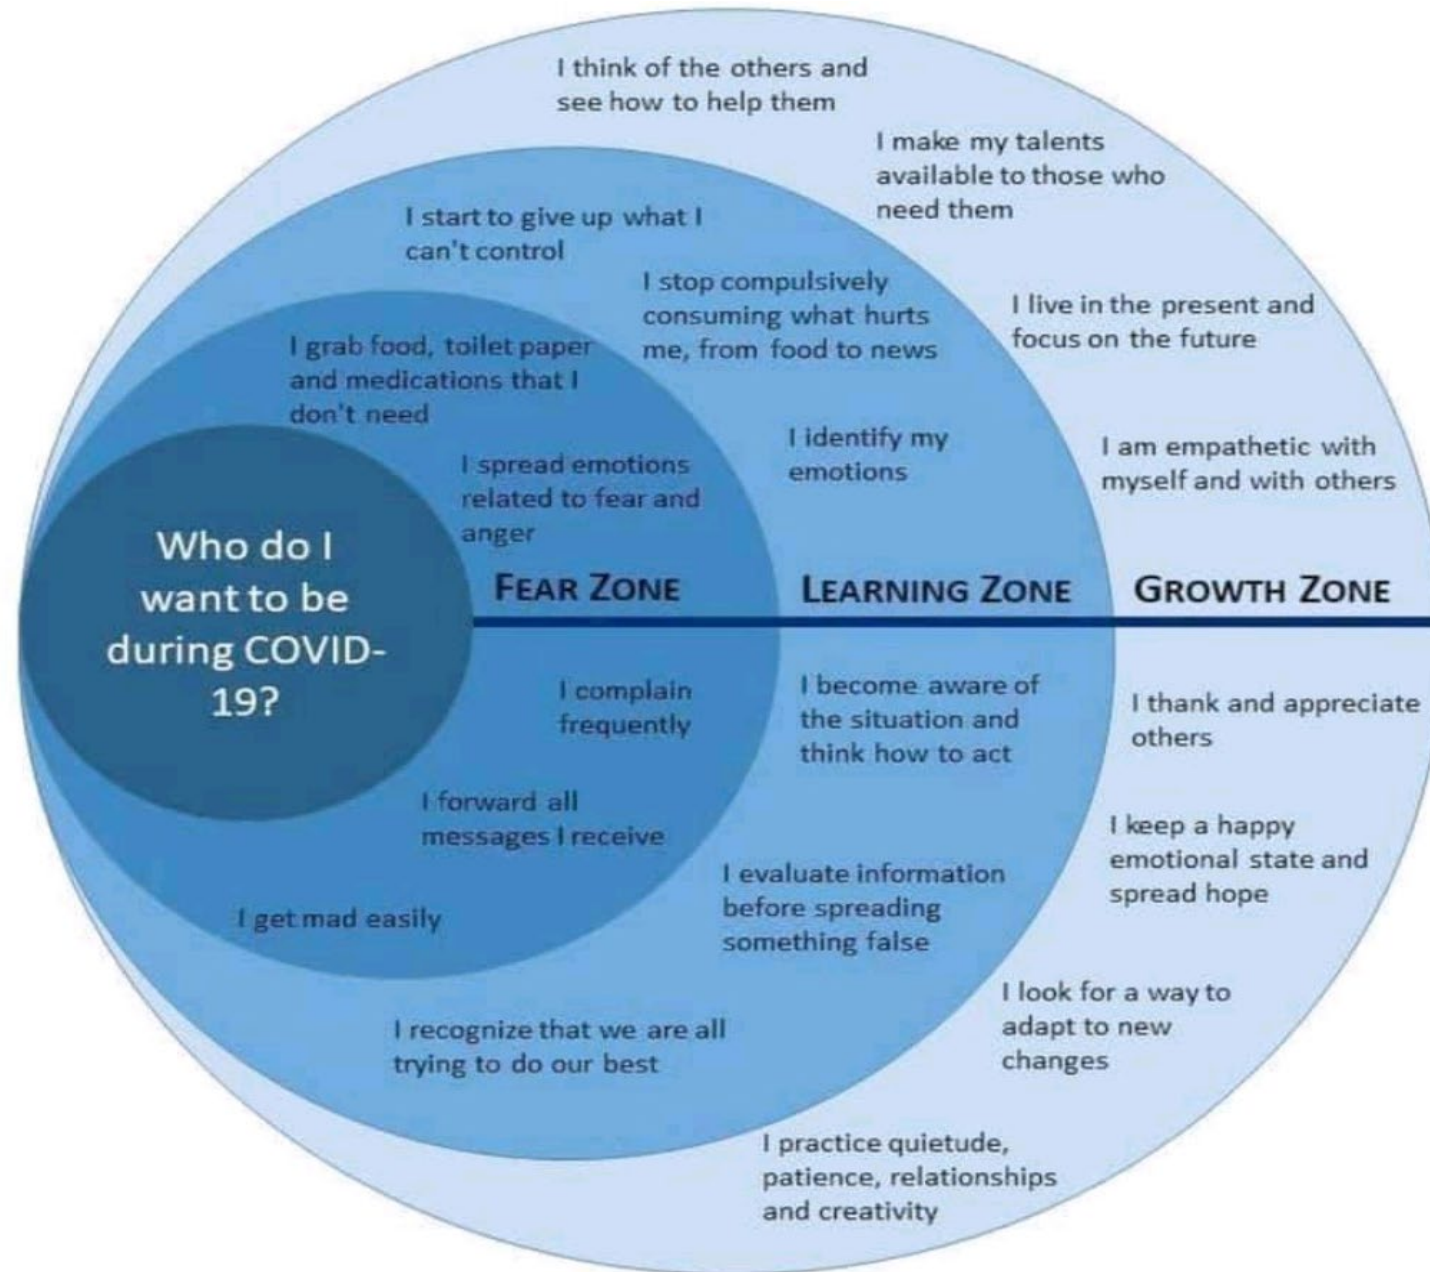 I think of the others and
see how to help them
I make my talents
available to those who
need them
I start to give up what I
can't control
I stop compulsively
consuming what hurts
me, from food to news
I live in the present and
focus on the future
I grab food, toilet paper
and medications that I
don't need
I identify my
emotions
I am empathetic with
myself and with others
I spread emotions
related to fear and
anger
Who do I
want to be
during COVID-
19?
FEAR ZONE
LEARNING ZONE
GROWTH ZONE
I complain
frequently
I become aware of
the situation and
think how to act
I thank and appreciate
others
I forward all
messages I receive
I keep a happy
emotional state and
spread hope
I evaluate information
before spreading
something false
I get mad easily
I look for a way to
adapt to new
changes
I recognize that we are all
trying to do our best
I practice quietude,
patience, relationships
and creativity